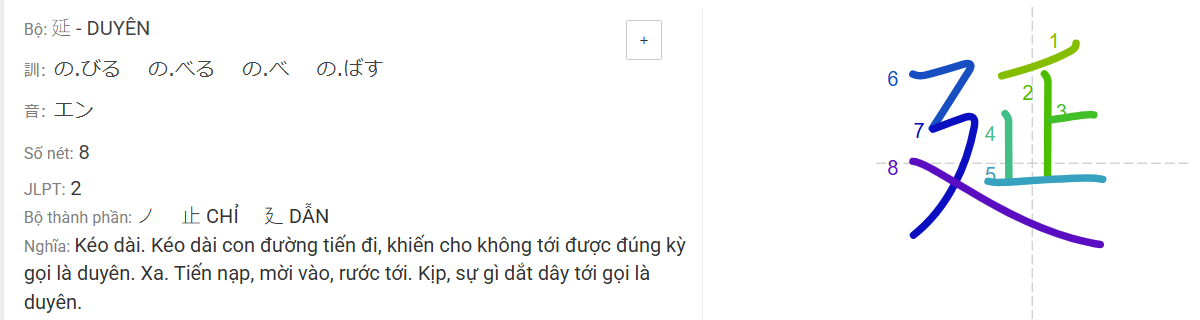 Bộ: 延 - DUYÊN
+
訓: の.びる の.べる の.べ の.ばす
音: エン
Số nét: 8
JLPT: 2
Bộ thành phần: ノ 止 CHỈ 廴 DẪN
Nghĩa: Kéo dài. Kéo dài con đường tiến đi, khiến cho không tới được đúng kỳ
gọi là duyên. Xa. Tiến nạp, mời vào, rước tới. Kịp, sự gì dắt dây tới gọi là
duyên.
延
1
2
3
4
5
6
7
8